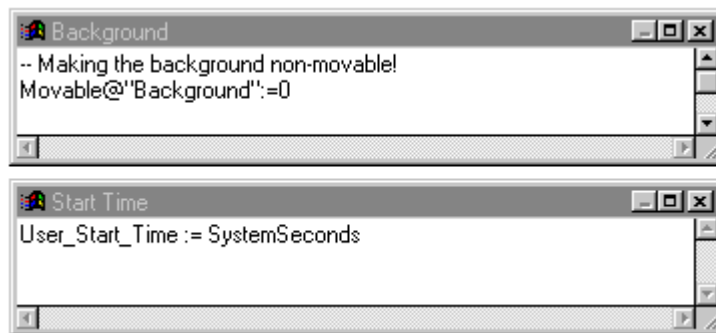 Background
-- Making the background non-movable!
Movable@"Background":=0
Start Time
User_Start_Time := SystemSeconds